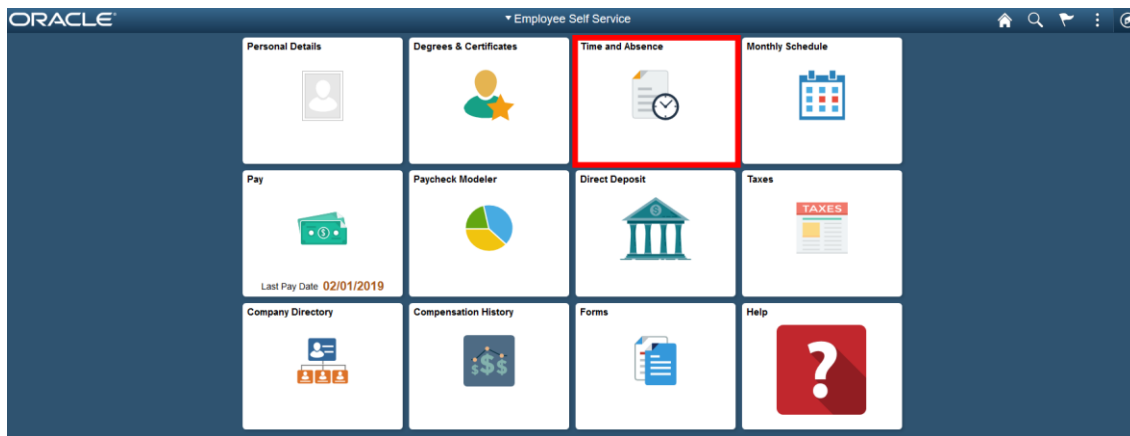 ORACLE
Employee Self Service
Personal Details
Degrees & Certificates
Time and Absence
Monthly Schedule
Pay
Last Pay Date 02/01/2019
Paycheck Modeler
Direct Deposit
Taxes
TAXES
Company Directory
Compensation History
Forms
Help